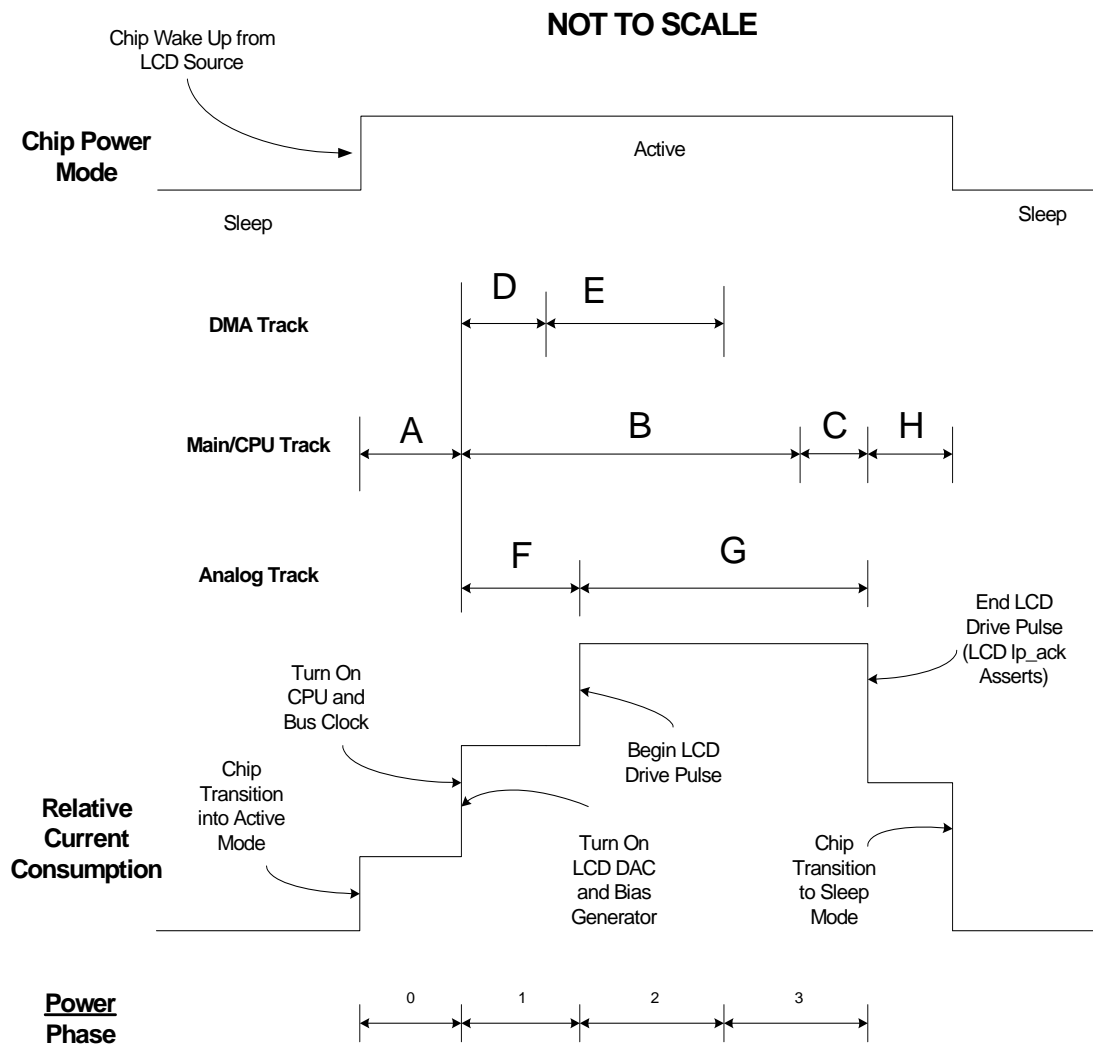 NOT TO SCALE
Chip Wake Up from
LCD Source
Chip Power
Mode
Active
Sleep
Sleep
D
E
DMA Track
A
B
C
H
Main/CPU Track
F
G
Analog Track
End LCD
Drive Pulse
(LCD lp_ack
Asserts)
Turn On
CPU and
Bus Clock
Begin LCD
Drive Pulse
Chip
Transition
into Active
Mode
Relative
Current
Consumption
Turn On
LCD DAC
and Bias
Generator
Chip
Transition
to Sleep
Mode
Power
Phase
0
1
2
3